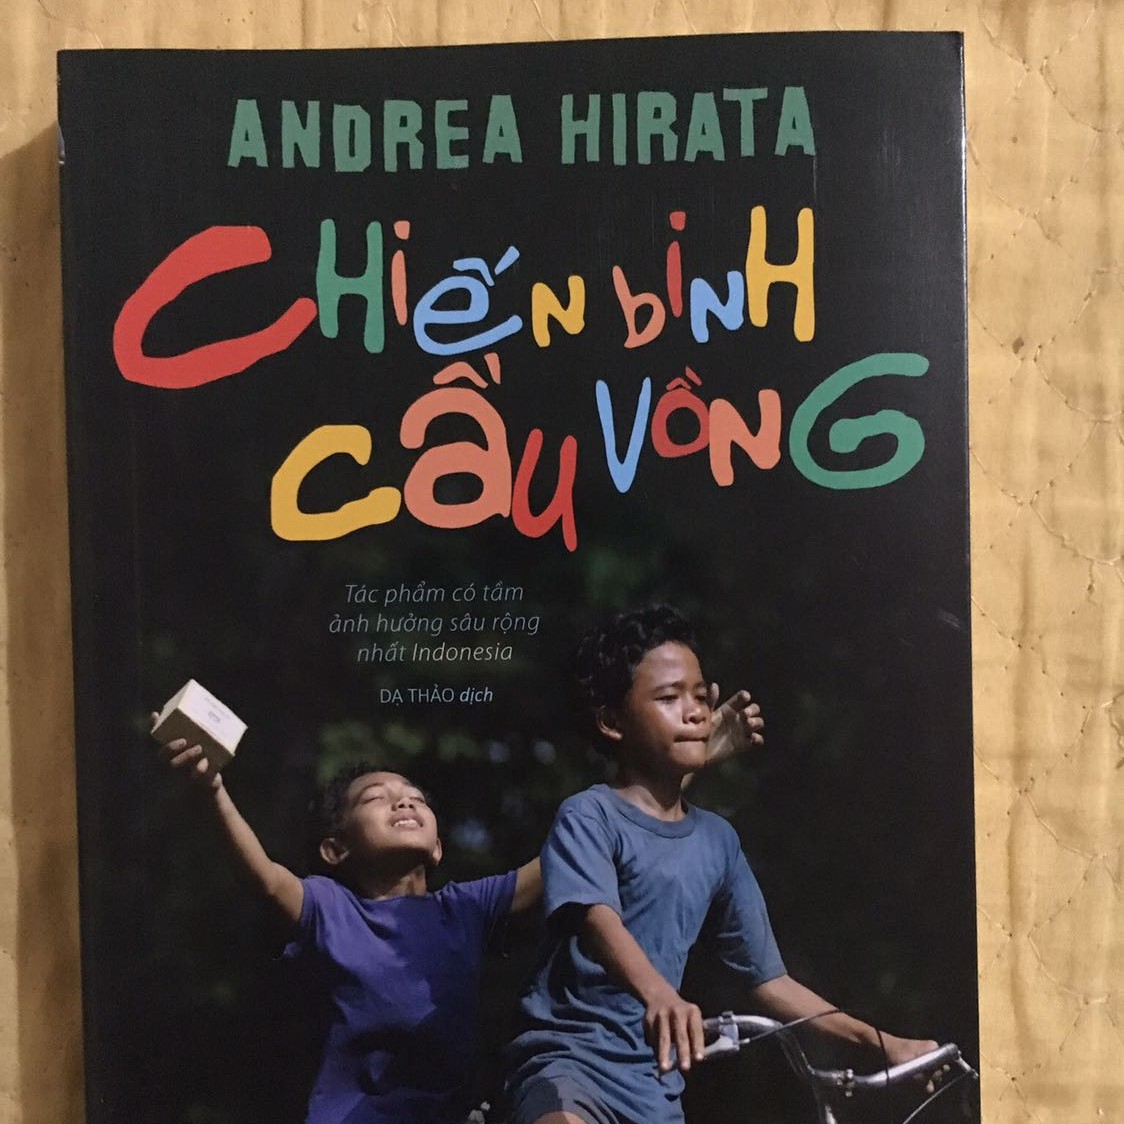 ANDREA HIRATA
CHiếN biNH
CầU VồNG
Tác phẩm có tầm
ảnh hưởng sâu rộng
nhất Indonesia
DẠ THẢO dịch